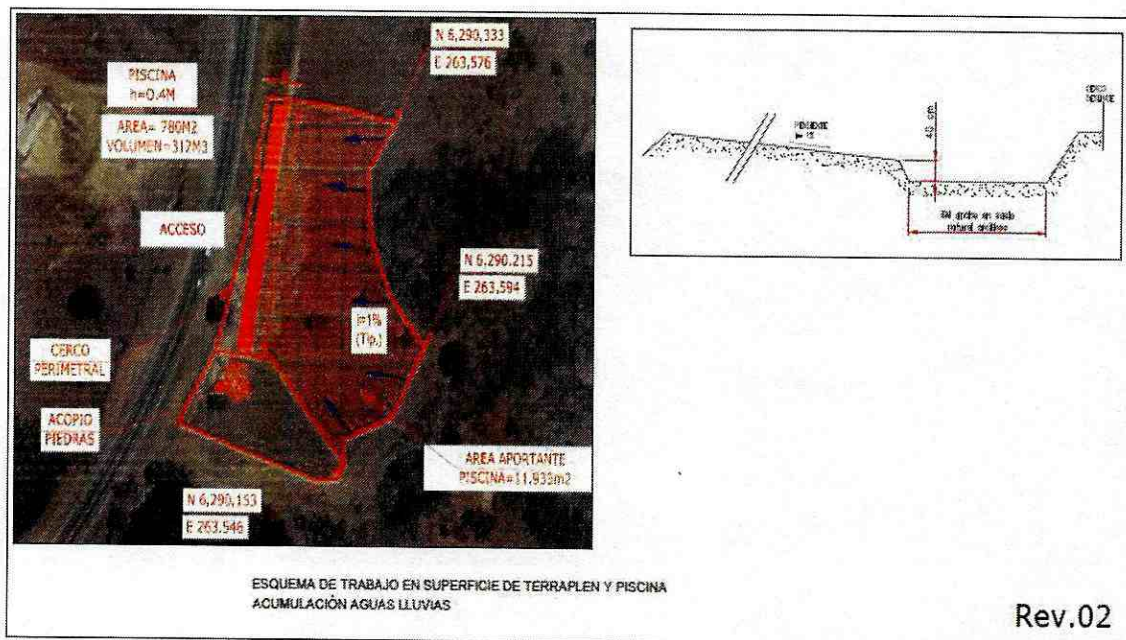 N 6,290,333
E 263,576
PISCINA
h=0.4M
AREA= 780M2
VOLUMEN=312M3
ACCESO
N 6,290,215
E 263,594
i=1%
(Tip.)
CERCO
PERIMETRAL
ACOPIO
PIEDRAS
AREA APORTANTE
PISCINA=11,933m2
N 6,290,153
E 263,546
PENDIENTE
40 cm
CERCO
natural
ESQUEMA DE TRABAJO EN SUPERFICIE DE TERRAPLEN Y PISCINA
ACUMULACIÓN AGUAS LLUVIAS
Rev.02